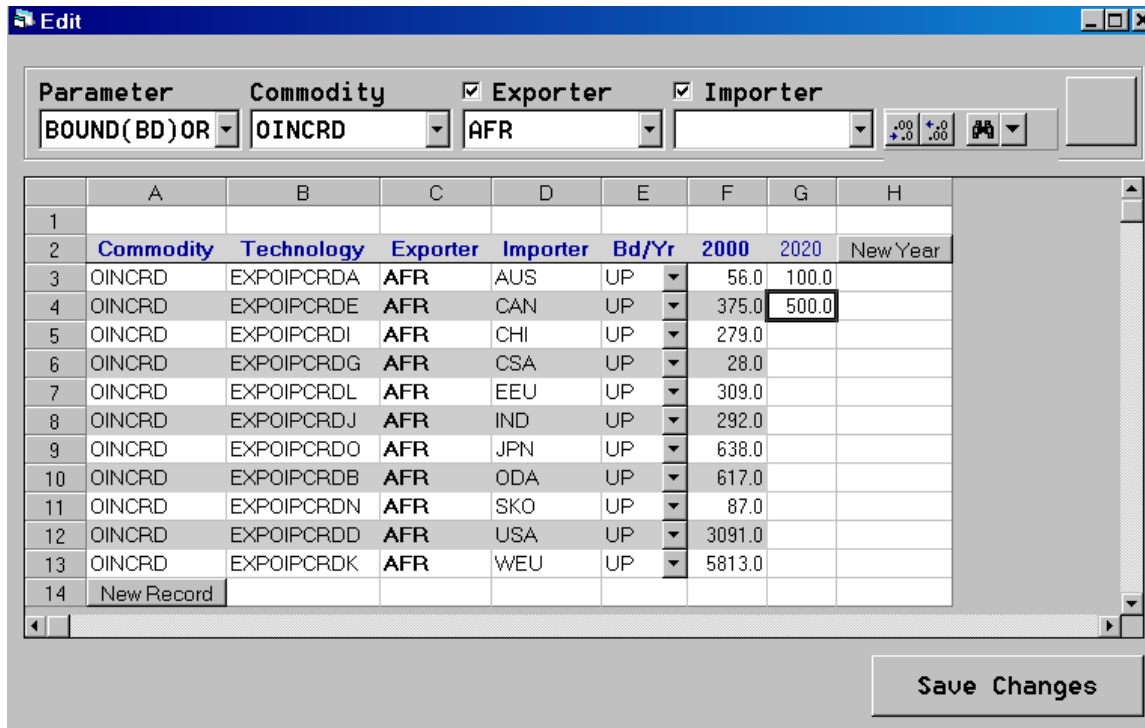 Edit
Parameter Commodity Exporter Importer
BOUND(BD)OR OINCRD AFR
A B C D E F G H
1
2 Commodity Technology Exporter Importer Bd/Yr 2000 2020 New Year
3 OINCRD EXPOIPCRDA AFR AUS UP 56.0 100.0
4 OINCRD EXPOIPCRDE AFR CAN UP 375.0 500.0
5 OINCRD EXPOIPCRDI AFR CHI UP 279.0
6 OINCRD EXPOIPCRDG AFR CSA UP 28.0
7 OINCRD EXPOIPCRDL AFR EEU UP 309.0
8 OINCRD EXPOIPCRDJ AFR IND UP 292.0
9 OINCRD EXPOIPCRDO AFR JPN UP 638.0
10 OINCRD EXPOIPCRDB AFR ODA UP 617.0
11 OINCRD EXPOIPCRDN AFR SKO UP 87.0
12 OINCRD EXPOIPCRDD AFR USA UP 3091.0
13 OINCRD EXPOIPCRDK AFR WEU UP 5813.0
14 New Record
Save Changes